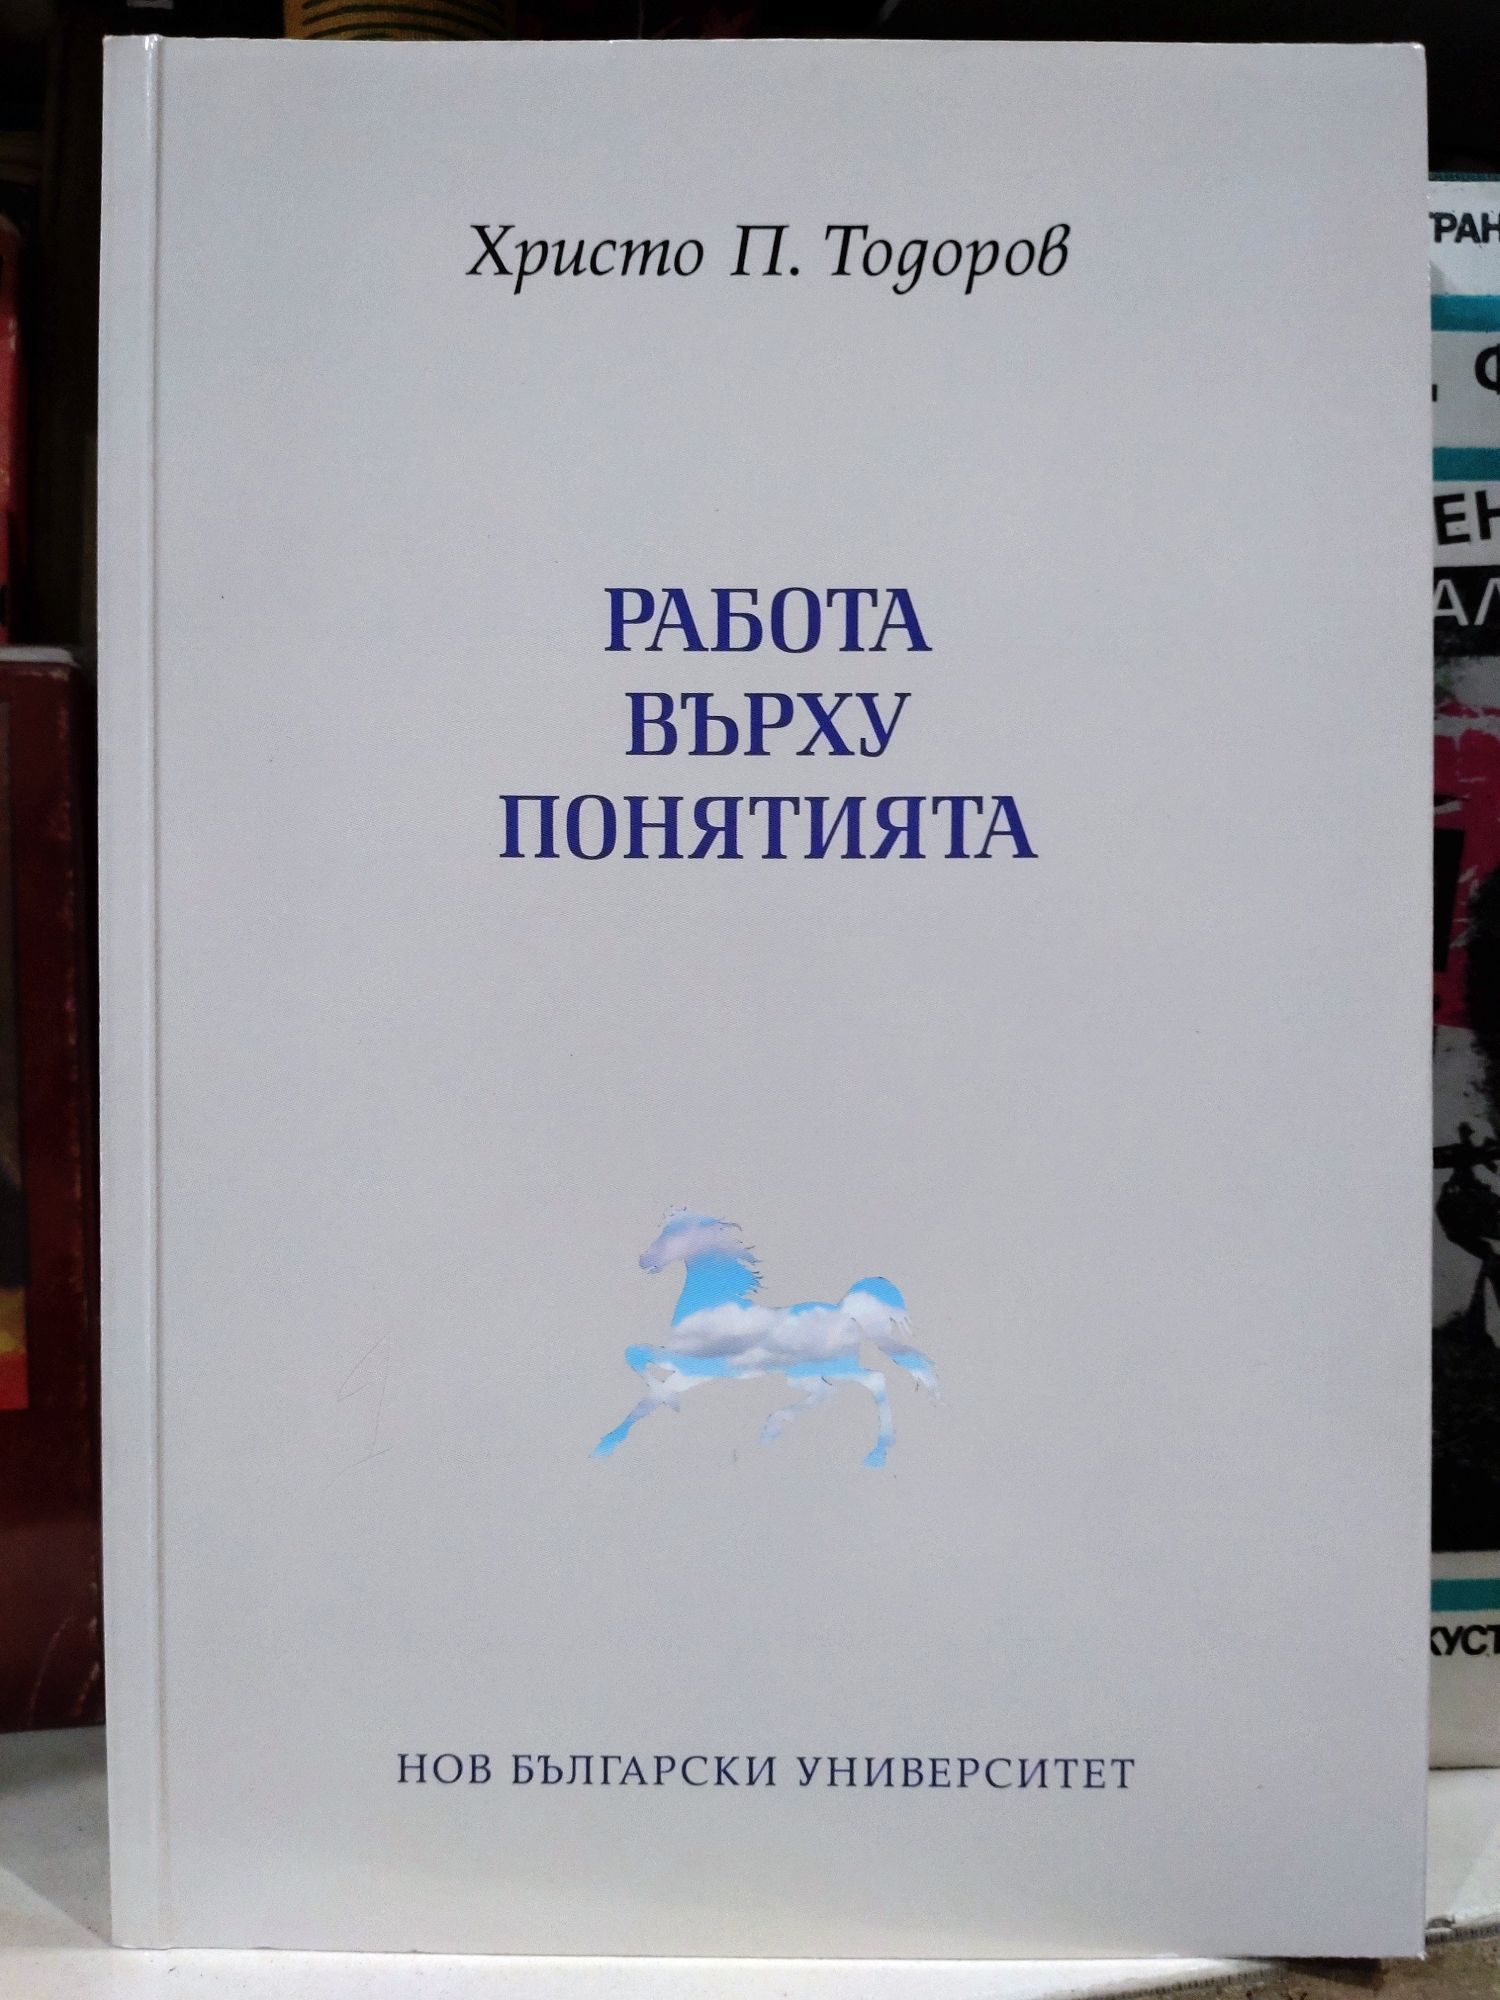 Христо П. Тодоров
РАБОТА
ВЪРХУ
ПОНЯТИЯТА
НОВ БЪЛГАРСКИ УНИВЕРСИТЕТ